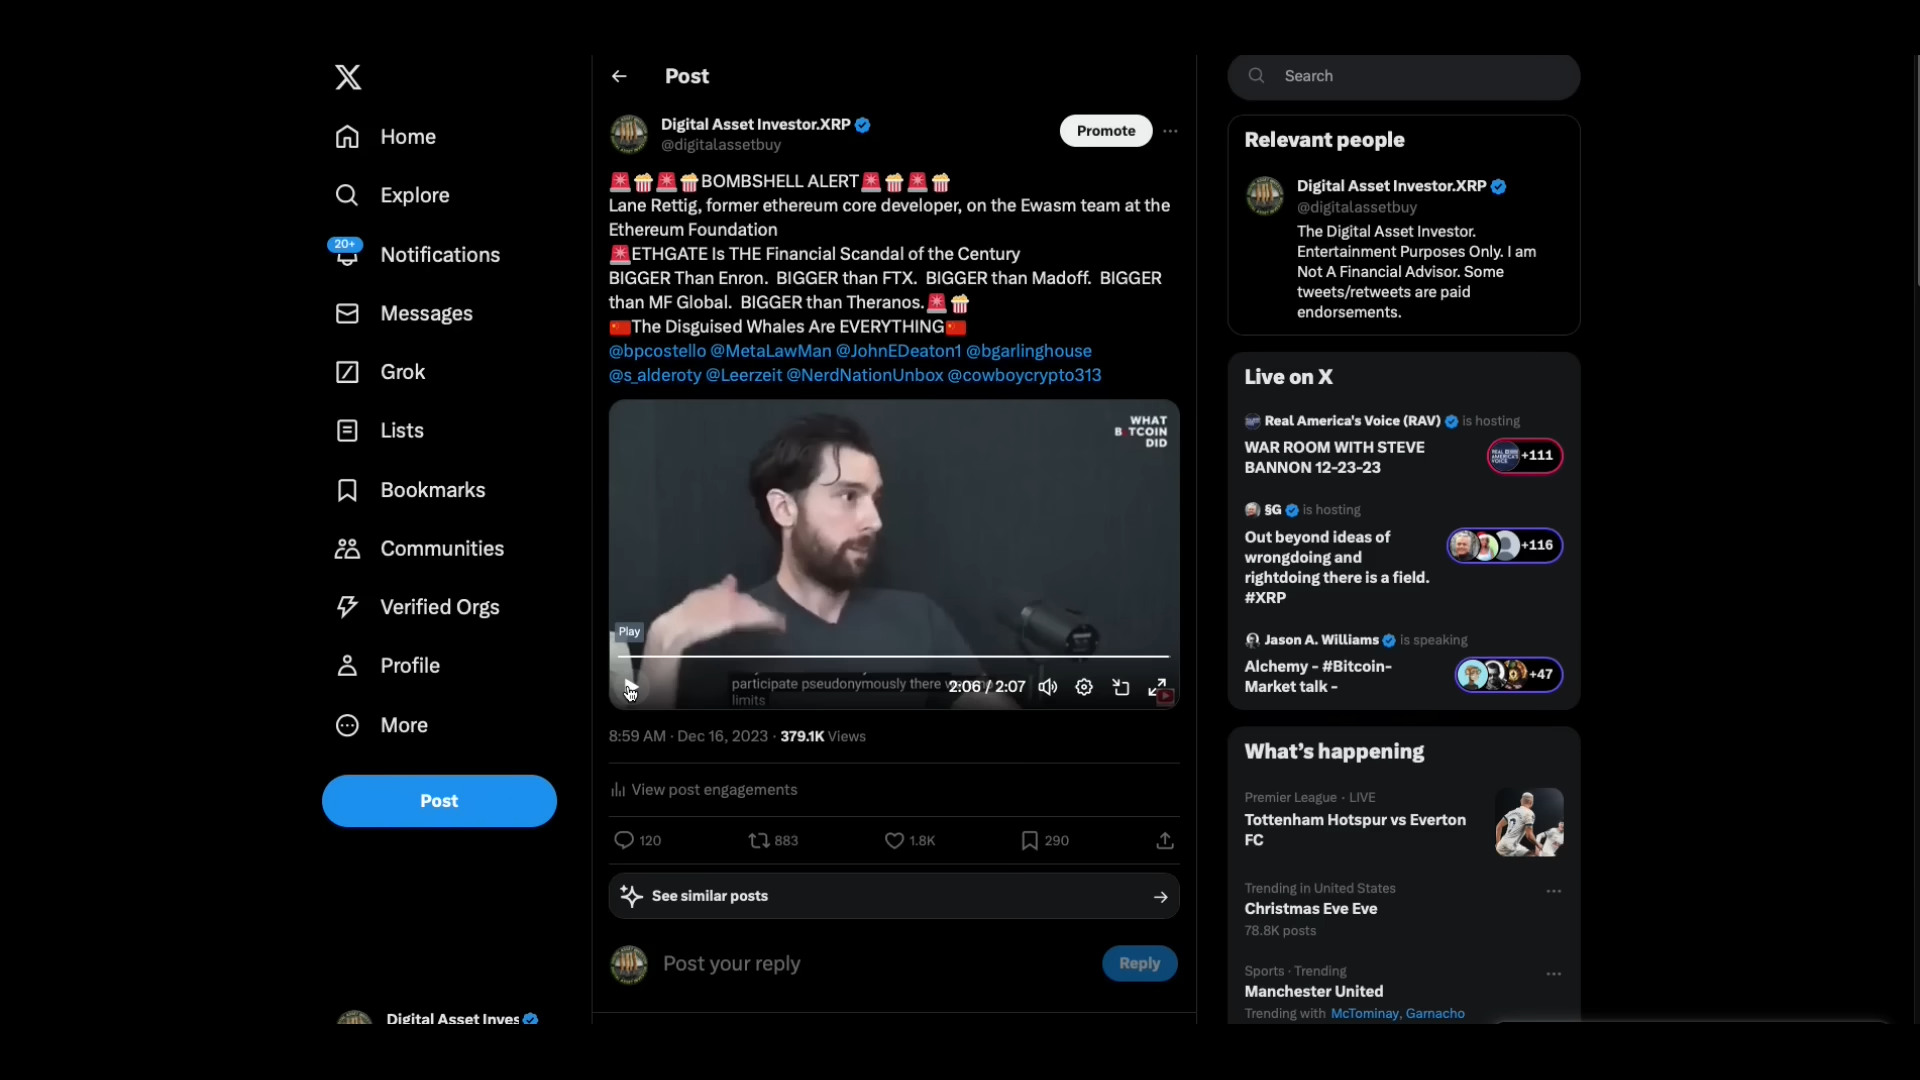 Home
Explore
20+
Notifications
Messages
Grok
Lists
Bookmarks
Communities
Verified Orgs
Profile
More
Post
Digital Asset Inves
Post
Digital Asset Investor.XRP
@digitalassetbuy
Promote
🚨🍿🚨🍿BOMBSHELL ALERT🚨🍿🚨🍿
Lane Rettig, former ethereum core developer, on the Ewasm team at the
Ethereum Foundation
🚨ETHGATE Is THE Financial Scandal of the Century
BIGGER Than Enron. BIGGER than FTX. BIGGER than Madoff. BIGGER
than MF Global. BIGGER than Theranos.🚨🍿
🇨🇳The Disguised Whales Are EVERYTHING🇨🇳
@bpcostello @MetaLawMan @JohnEDeaton1 @bgarlinghouse
@s_alderoty @Leerzeit @NerdNationUnbox @cowboycrypto313
WHAT
B TCOIN
DID
Play
participate pseudonymously there
limits
2:06 / 2:07
8:59 AM · Dec 16, 2023 · 379.1K Views
View post engagements
120
883
1.8K
290
See similar posts
Post your reply
Reply
Search
Relevant people
Digital Asset Investor.XRP
@digitalassetbuy
The Digital Asset Investor.
Entertainment Purposes Only. I am
Not A Financial Advisor. Some
tweets/retweets are paid
endorsements.
Live on X
Real America's Voice (RAV) is hosting
WAR ROOM WITH STEVE
BANNON 12-23-23
+111
§G is hosting
Out beyond ideas of
wrongdoing and
rightdoing there is a field.
#XRP
+116
Jason A. Williams is speaking
Alchemy - #Bitcoin-
Market talk -
+47
What's happening
Premier League · LIVE
Tottenham Hotspur vs Everton
FC
Trending in United States
Christmas Eve Eve
78.8K posts
Sports · Trending
Manchester United
Trending with McTominay, Garnacho